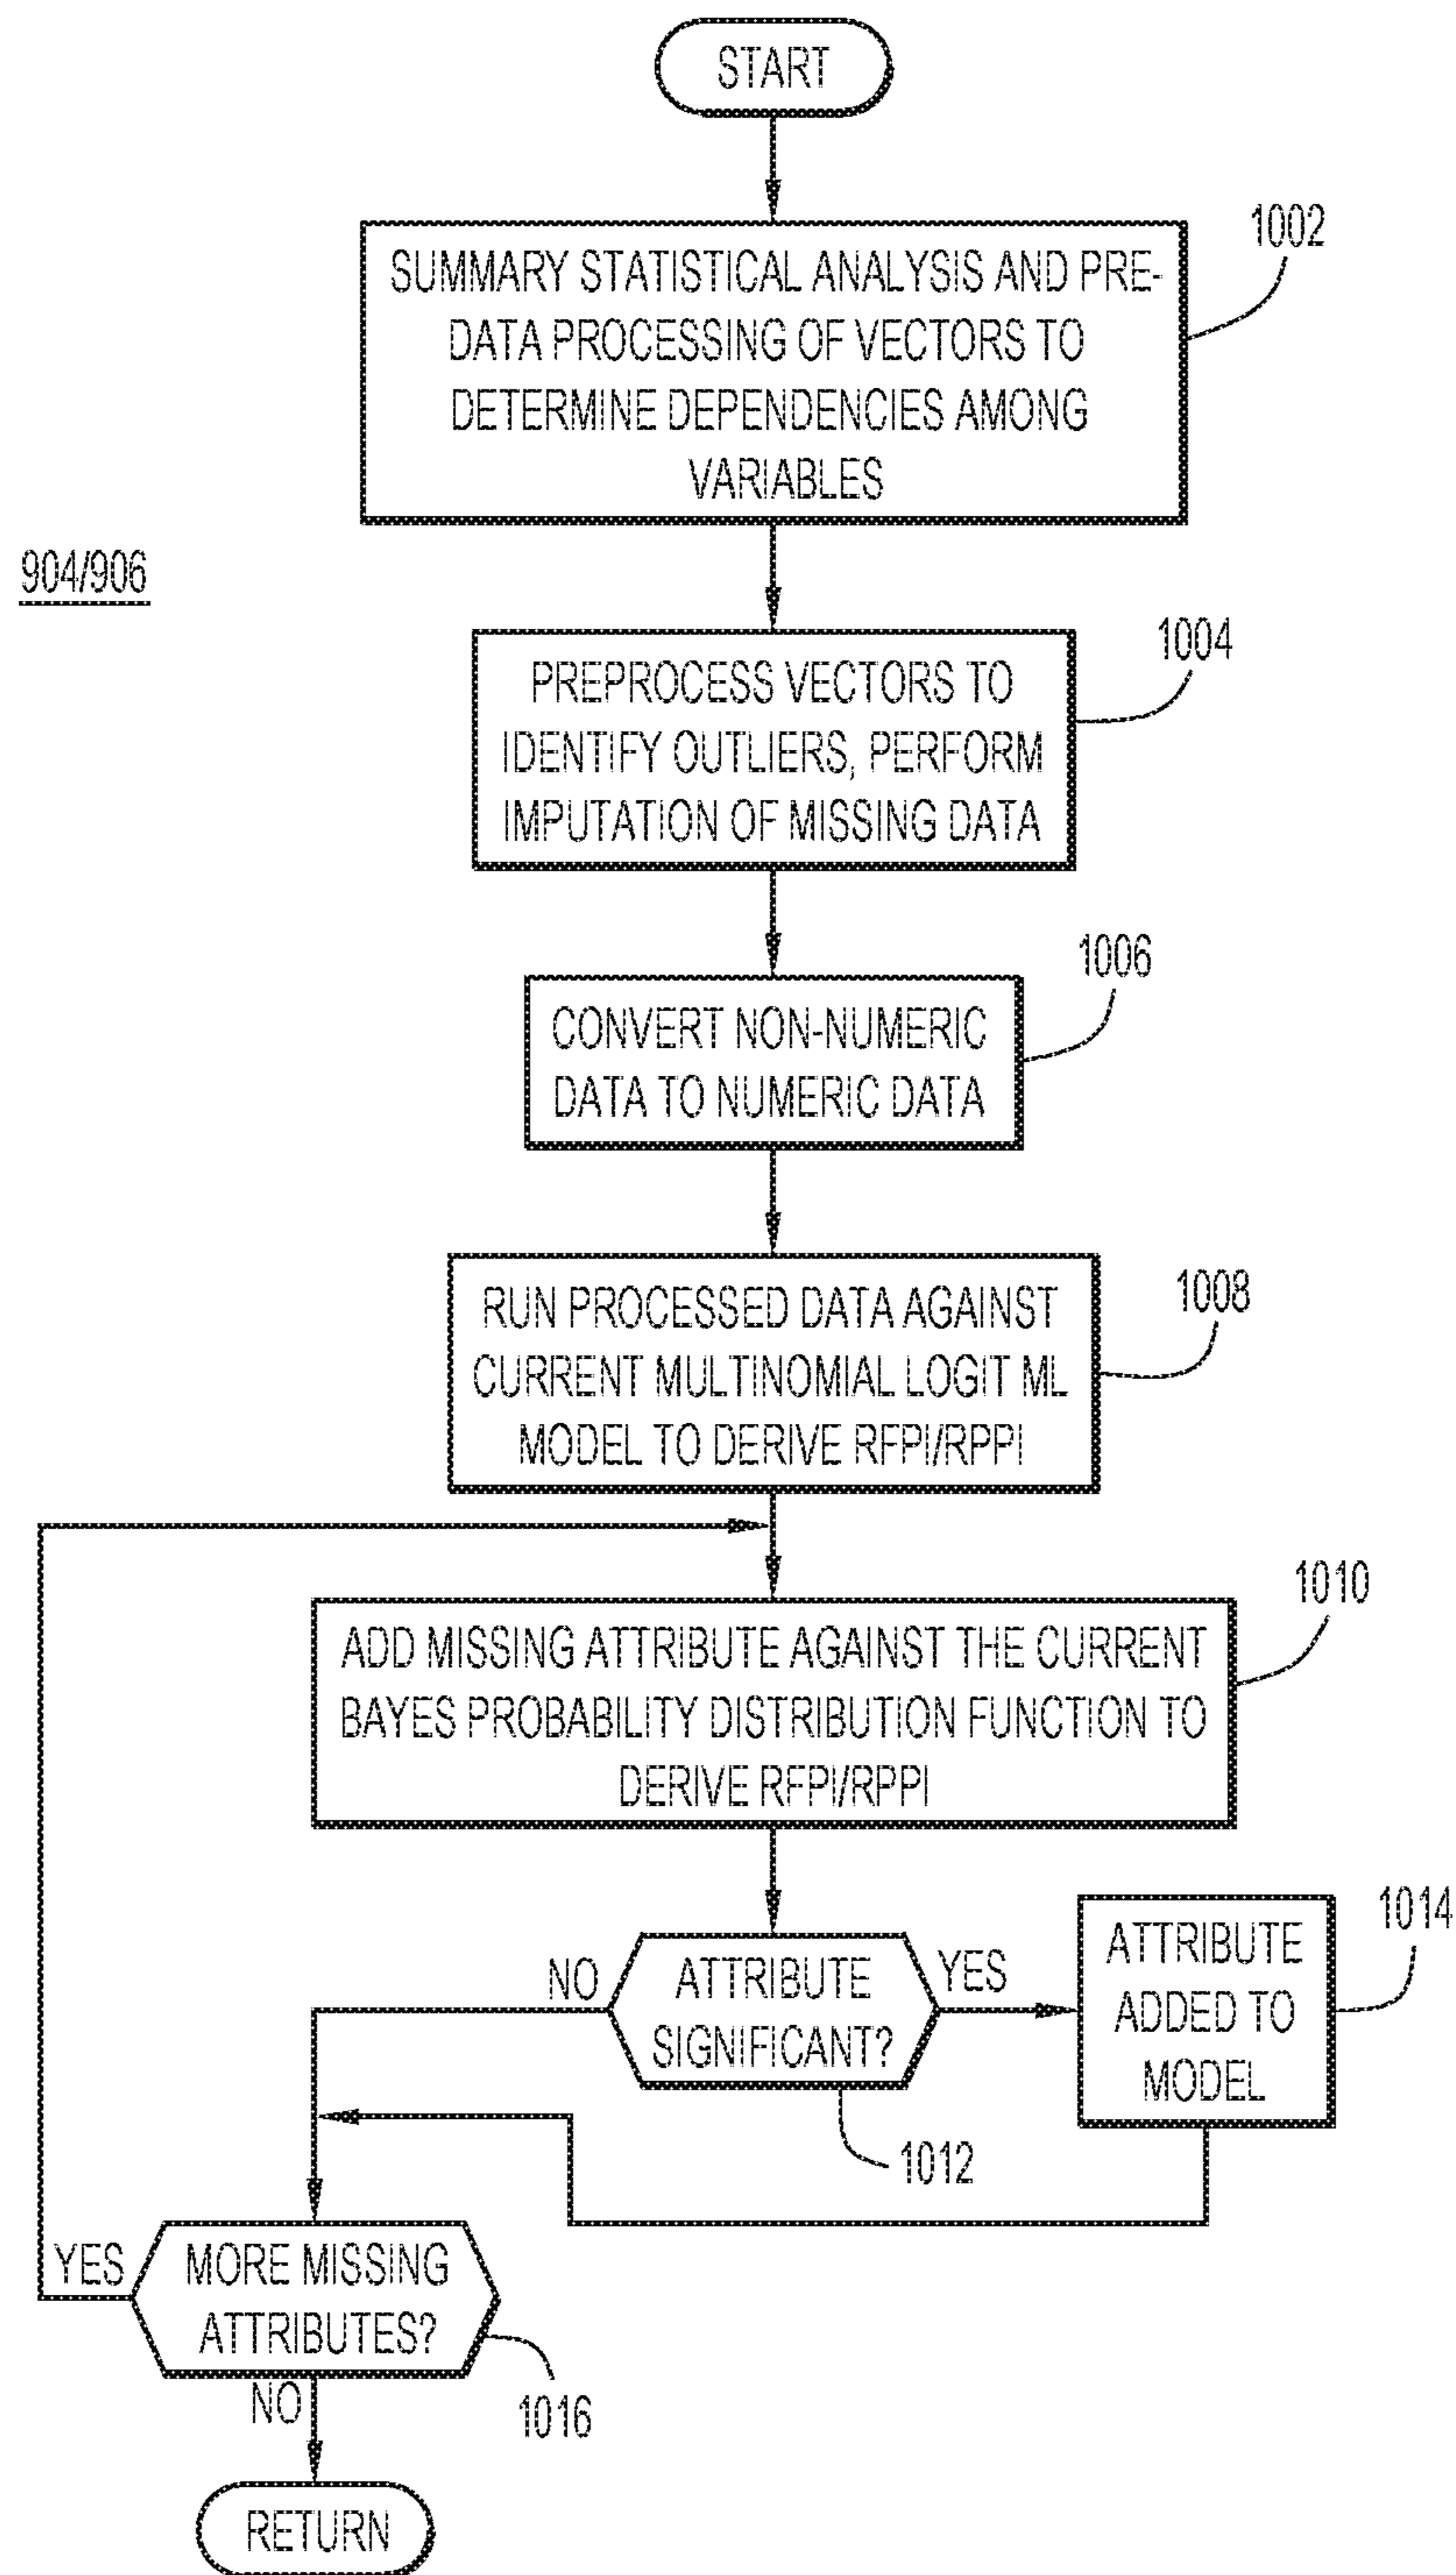 START
1002
SUMMARY STATISTICAL ANALYSIS AND PRE-
DATA PROCESSING OF VECTORS TO
DETERMINE DEPENDENCIES AMONG
VARIABLES
904/906
1004
PREPROCESS VECTORS TO
IDENTIFY OUTLIERS, PERFORM
IMPUTATION OF MISSING DATA
1006
CONVERT NON-NUMERIC
DATA TO NUMERIC DATA
1008
RUN PROCESSED DATA AGAINST
CURRENT MULTINOMIAL LOGIT ML
MODEL TO DERIVE RFPI/RPPI
1010
ADD MISSING ATTRIBUTE AGAINST THE CURRENT
BAYES PROBABILITY DISTRIBUTION FUNCTION TO
DERIVE RFPI/RPPI
NO
ATTRIBUTE
SIGNIFICANT?
YES
1012
ATTRIBUTE
ADDED TO
MODEL
1014
YES
MORE MISSING
ATTRIBUTES?
1016
NO
RETURN